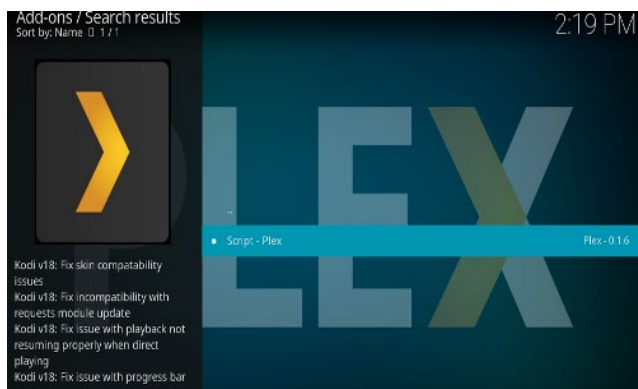 Add-ons / Search results
Sort by: Name 1 / 1
2:19 PM
PLEX
..
Script - Plex
Plex - 0.1.6
Kodi v18: Fix skin compatability
issues
Kodi v18: Fix incompatibility with
requests module update
Kodi v18: Fix issue with playback not
resuming properly when direct
playing
Kodi v18: Fix issue with progress bar